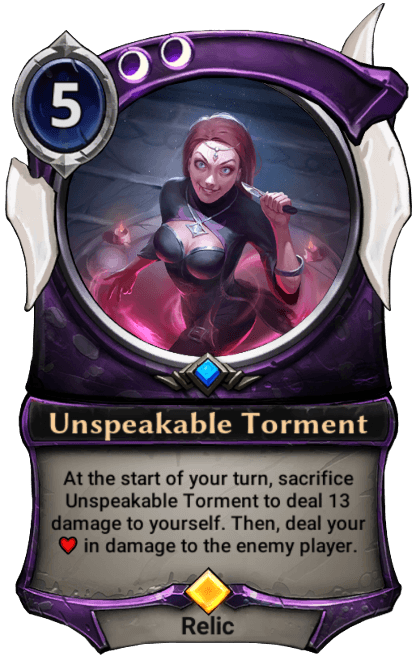 5
Unspeakable Torment
At the start of your turn, sacrifice
Unspeakable Torment to deal 13
damage to yourself. Then, deal your
in damage to the enemy player.
Relic